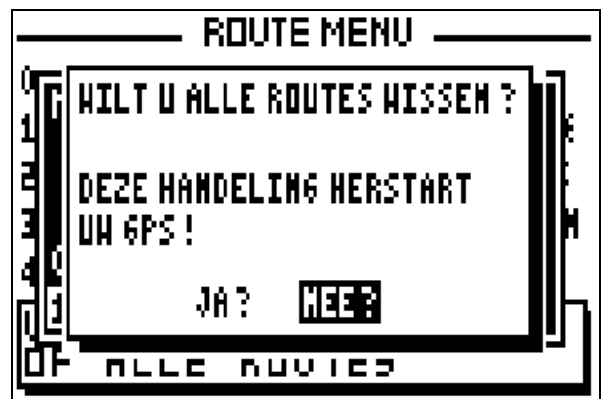 ROUTE MENU
WILT U ALLE ROUTES WISSEN ?
DEZE HANDELING HERSTART
UW GPS !
JA ? NEE ?